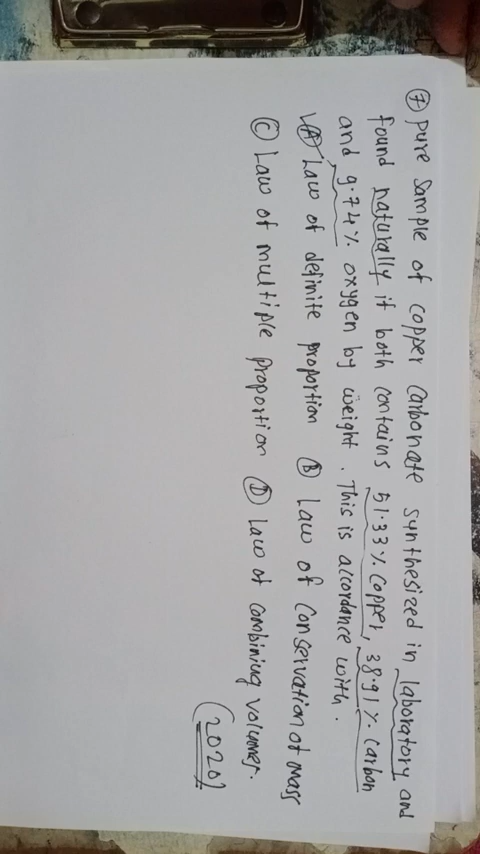 ⑦ pure sample of copper carbonate synthesized in laboratory and
found naturally if both contains 51.33% copper, 38.91% carbon
and 9.74% oxygen by weight. This is accordance with.
Ⓐ Law of definite proportion Ⓑ Law of conservation of mass
Ⓒ Law of multiple proportion Ⓓ Law of combining volumes.
(2020)